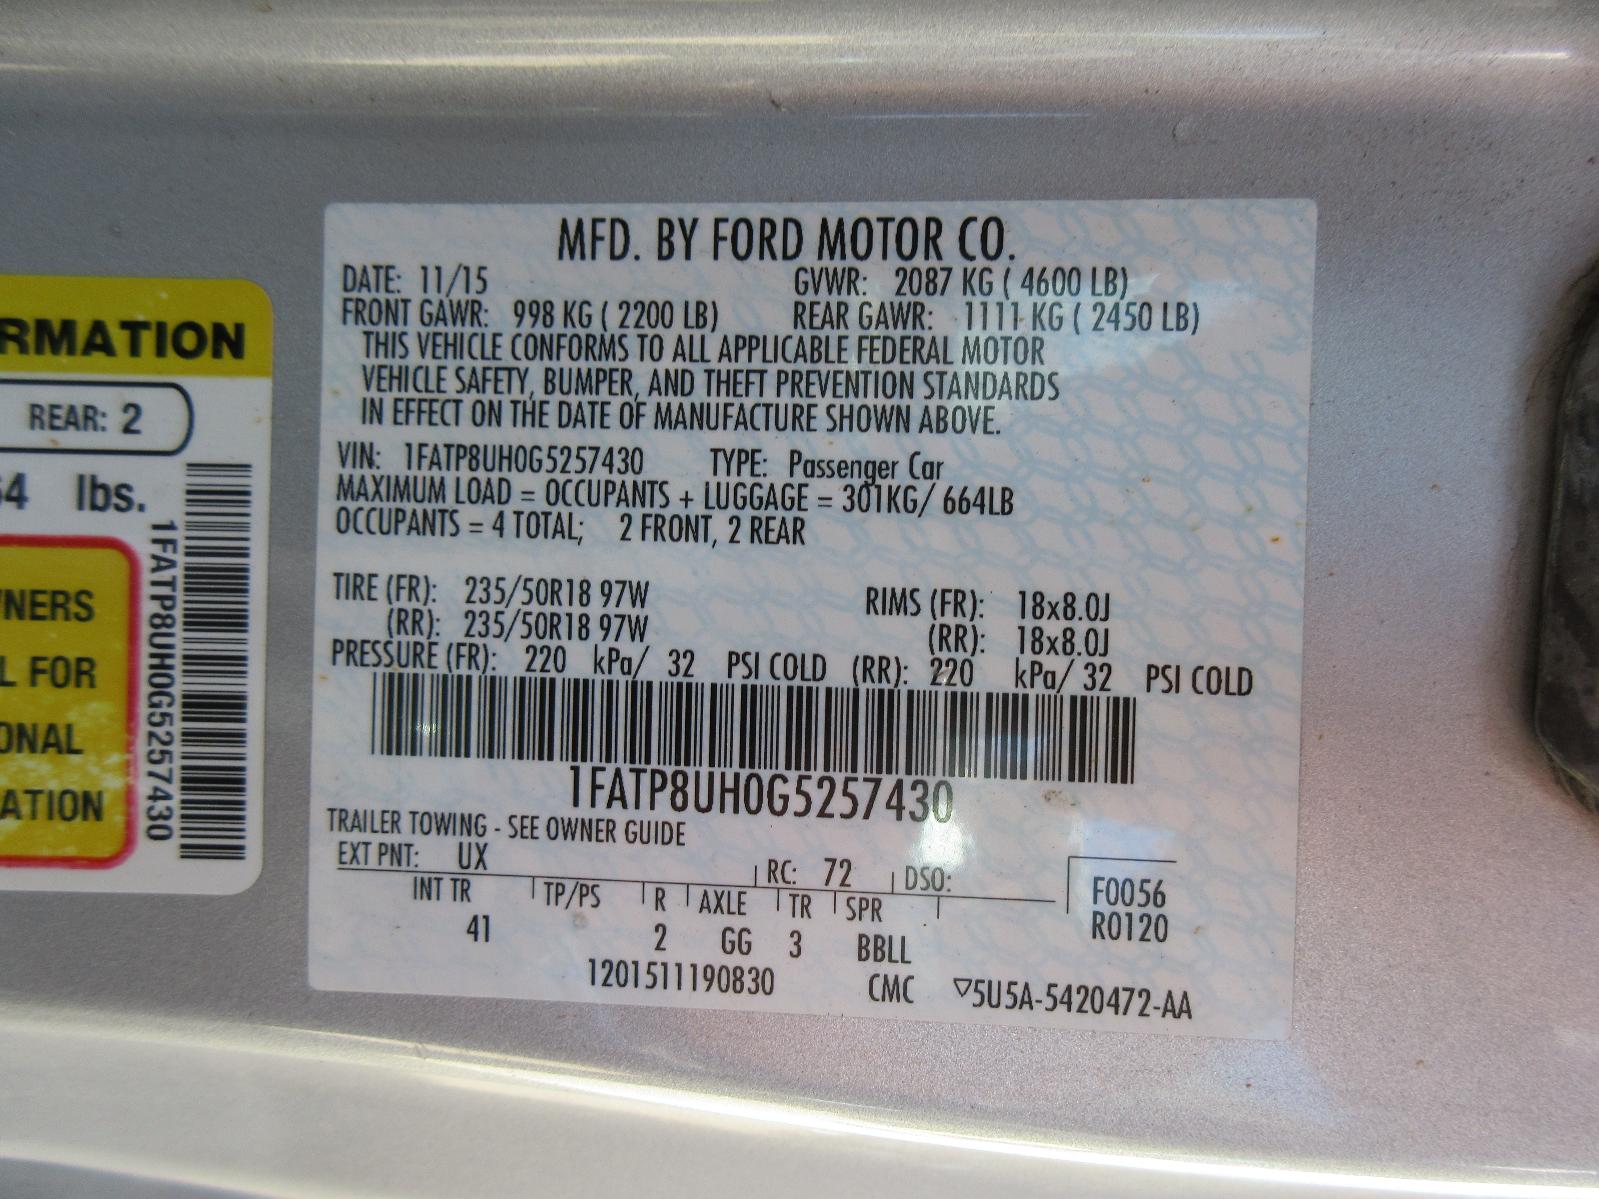 RMATION
REAR: 2
64 lbs.
1FATP8UH0G5257430
WNERS
L FOR
ONAL
ATION
MFD. BY FORD MOTOR CO.
DATE: 11/15 GVWR: 2087 KG ( 4600 LB)
FRONT GAWR: 998 KG ( 2200 LB) REAR GAWR: 1111 KG ( 2450 LB)
THIS VEHICLE CONFORMS TO ALL APPLICABLE FEDERAL MOTOR
VEHICLE SAFETY, BUMPER, AND THEFT PREVENTION STANDARDS
IN EFFECT ON THE DATE OF MANUFACTURE SHOWN ABOVE.
VIN: 1FATP8UH0G5257430 TYPE: Passenger Car
MAXIMUM LOAD = OCCUPANTS + LUGGAGE = 301KG/ 664LB
OCCUPANTS = 4 TOTAL; 2 FRONT, 2 REAR
TIRE (FR): 235/50R18 97W RIMS (FR): 18x8.0J
(RR): 235/50R18 97W (RR): 18x8.0J
PRESSURE (FR): 220 kPa/ 32 PSI COLD (RR): 220 kPa/ 32 PSI COLD
1FATP8UH0G5257430
TRAILER TOWING - SEE OWNER GUIDE
EXT PNT: UX RC: 72 DSO:
INT TR TP/PS R AXLE TR SPR F0056
41 2 GG 3 BBLL R0120
1201511190830 CMC ▽5U5A-5420472-AA